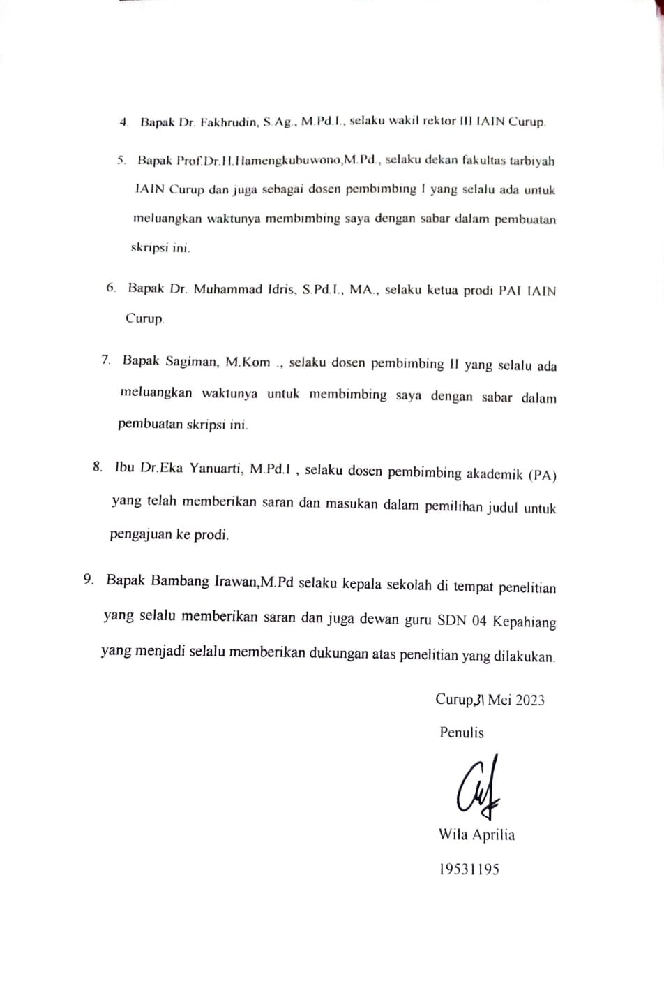 4. Bapak Dr. Fakhrudin, S.Ag., M.Pd.I., selaku wakil rektor III IAIN Curup.
5. Bapak Prof.Dr.H.Hamengkubuwono,M.Pd., selaku dekan fakultas tarbiyah
IAIN Curup dan juga sebagai dosen pembimbing I yang selalu ada untuk
meluangkan waktunya membimbing saya dengan sabar dalam pembuatan
skripsi ini.
6. Bapak Dr. Muhammad Idris, S.Pd.I., MA., selaku ketua prodi PAI IAIN
Curup.
7. Bapak Sagiman, M.Kom ., selaku dosen pembimbing II yang selalu ada
meluangkan waktunya untuk membimbing saya dengan sabar dalam
pembuatan skripsi ini.
8. Ibu Dr.Eka Yanuarti, M.Pd.I , selaku dosen pembimbing akademik (PA)
yang telah memberikan saran dan masukan dalam pemilihan judul untuk
pengajuan ke prodi.
9. Bapak Bambang Irawan,M.Pd selaku kepala sekolah di tempat penelitian
yang selalu memberikan saran dan juga dewan guru SDN 04 Kepahiang
yang menjadi selalu memberikan dukungan atas penelitian yang dilakukan.
Curup,31 Mei 2023
Penulis
Wila Aprilia
19531195